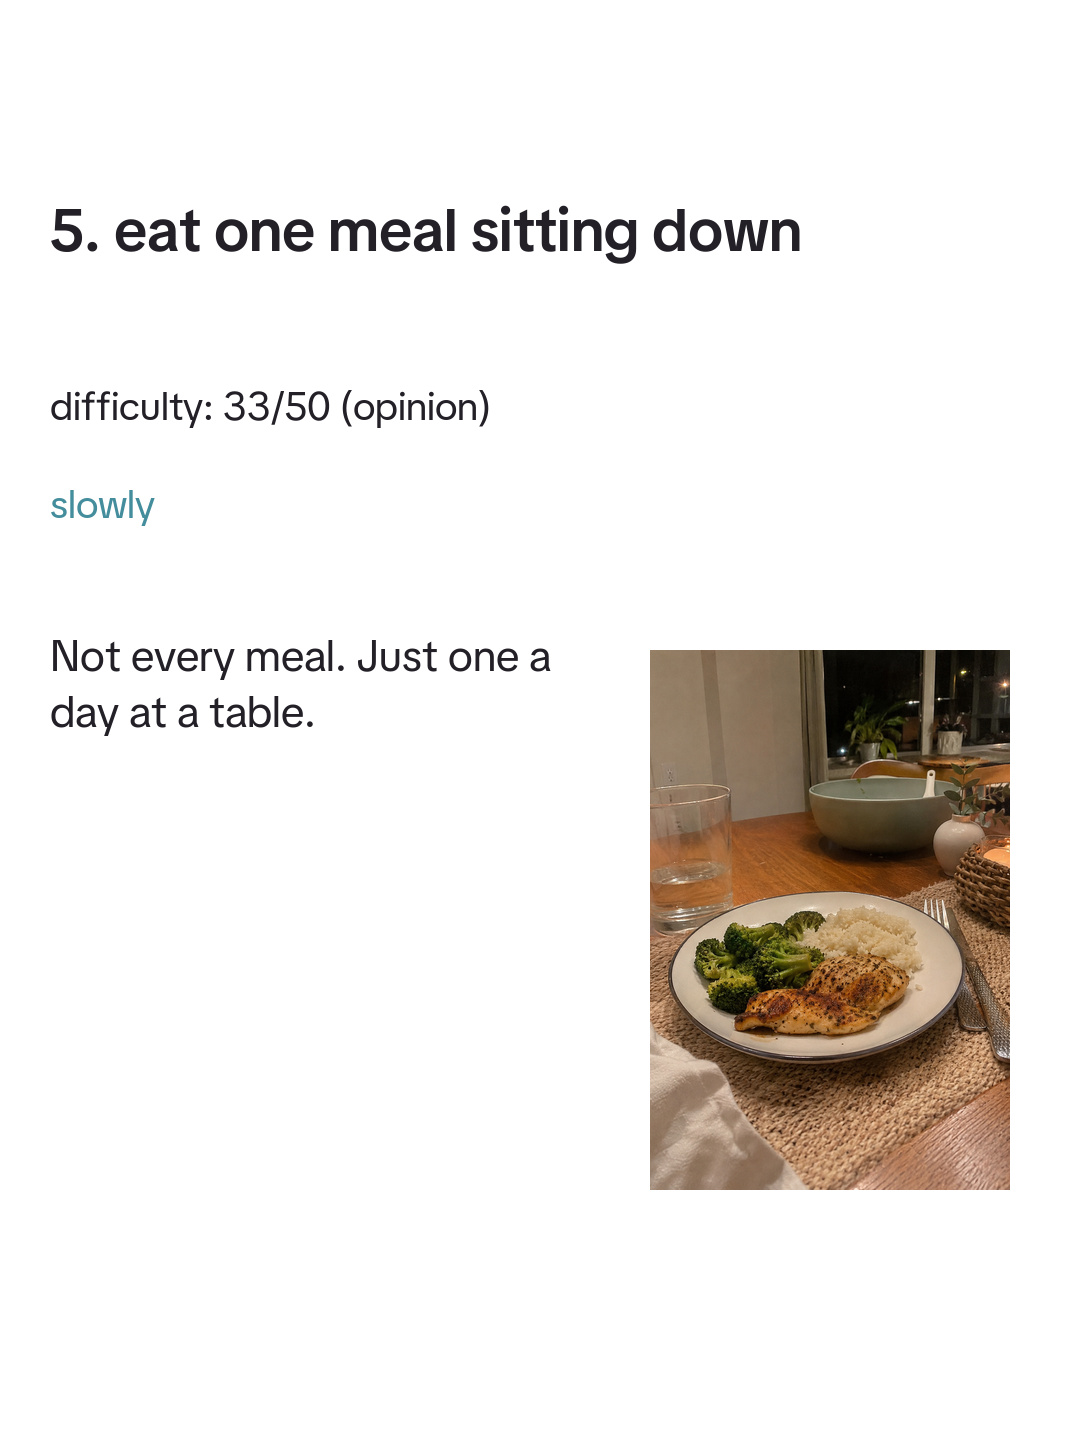 5. eat one meal sitting down
difficulty: 33/50 (opinion)
slowly
Not every meal. Just one a
day at a table.